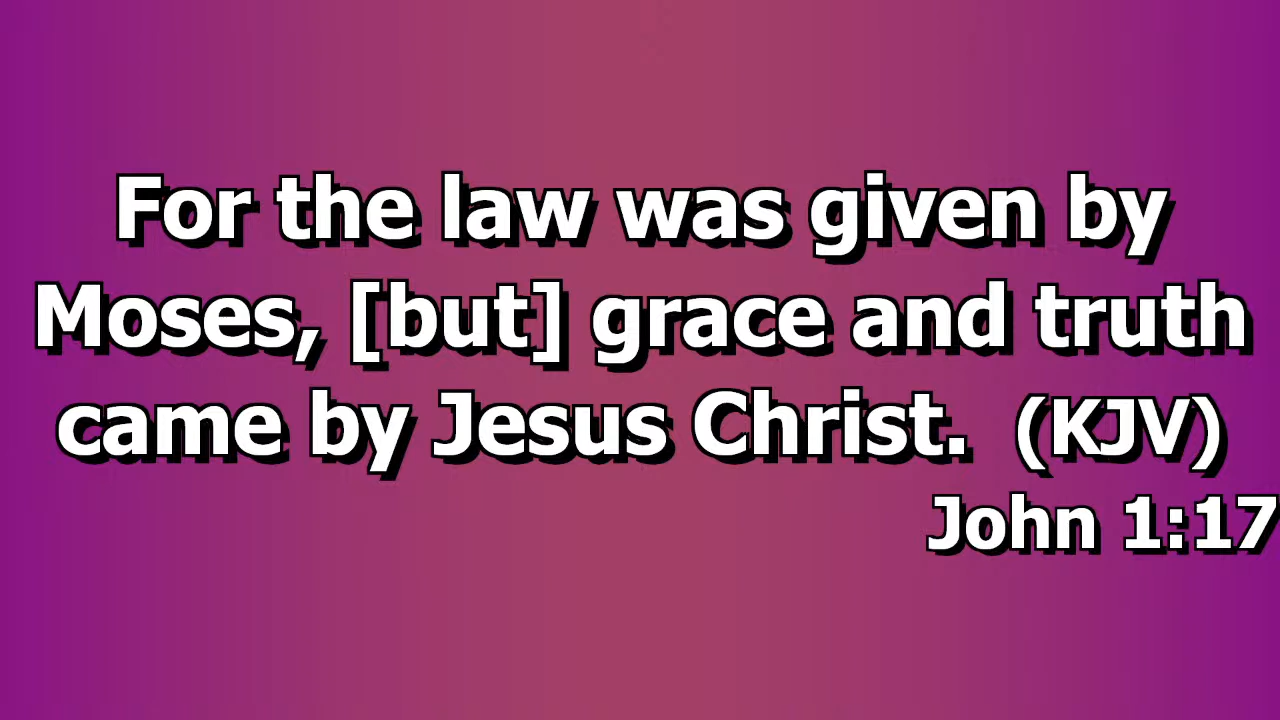 For the law was given by
Moses, [but] grace and truth
came by Jesus Christ. (KJV)
John 1:17